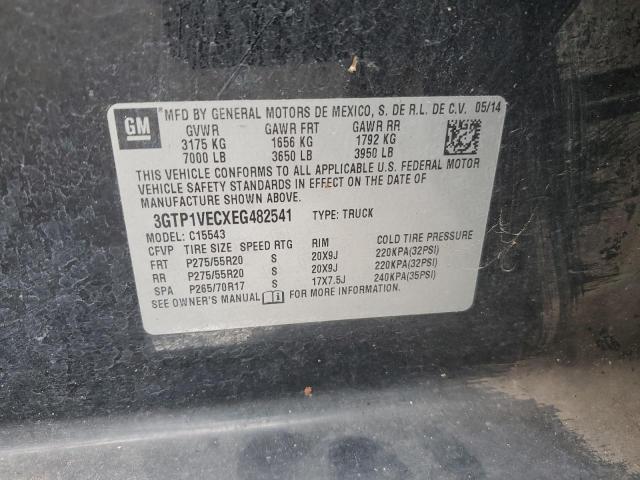 GM
*MFD BY GENERAL MOTORS DE MEXICO, S. DE R.L. DE C.V. 05/14
GVWR GAWR FRT GAWR RR
3175 KG 1656 KG 1792 KG
7000 LB 3650 LB 3950 LB
THIS VEHICLE CONFORMS TO ALL APPLICABLE U.S. FEDERAL MOTOR
VEHICLE SAFETY STANDARDS IN EFFECT ON THE DATE OF
MANUFACTURE SHOWN ABOVE.
3GTP1VECXEG482541 TYPE: TRUCK
MODEL: C15543
CFVP TIRE SIZE SPEED RTG RIM COLD TIRE PRESSURE
FRT P275/55R20 S 20X9J 220KPA(32PSI)
RR P275/55R20 S 20X9J 220KPA(32PSI)
SPA P265/70R17 S 17X7.5J 240KPA(35PSI)
SEE OWNER'S MANUAL FOR MORE INFORMATION.